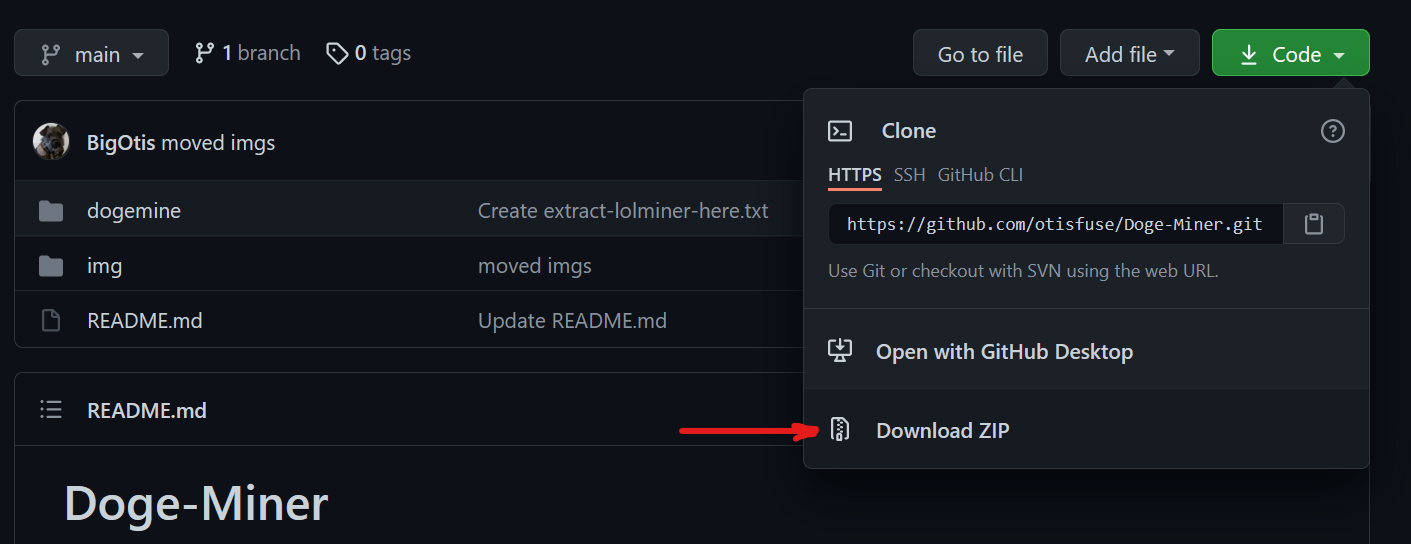 main 1 branch 0 tags Go to file Add file Code
Clone
BigOtis moved imgs
HTTPS SSH GitHub CLI
dogemine Create extract-lolminer-here.txt
https://github.com/otisfuse/Doge-Miner.git
img moved imgs
Use Git or checkout with SVN using the web URL.
README.md Update README.md
Open with GitHub Desktop
README.md
Download ZIP
Doge-Miner